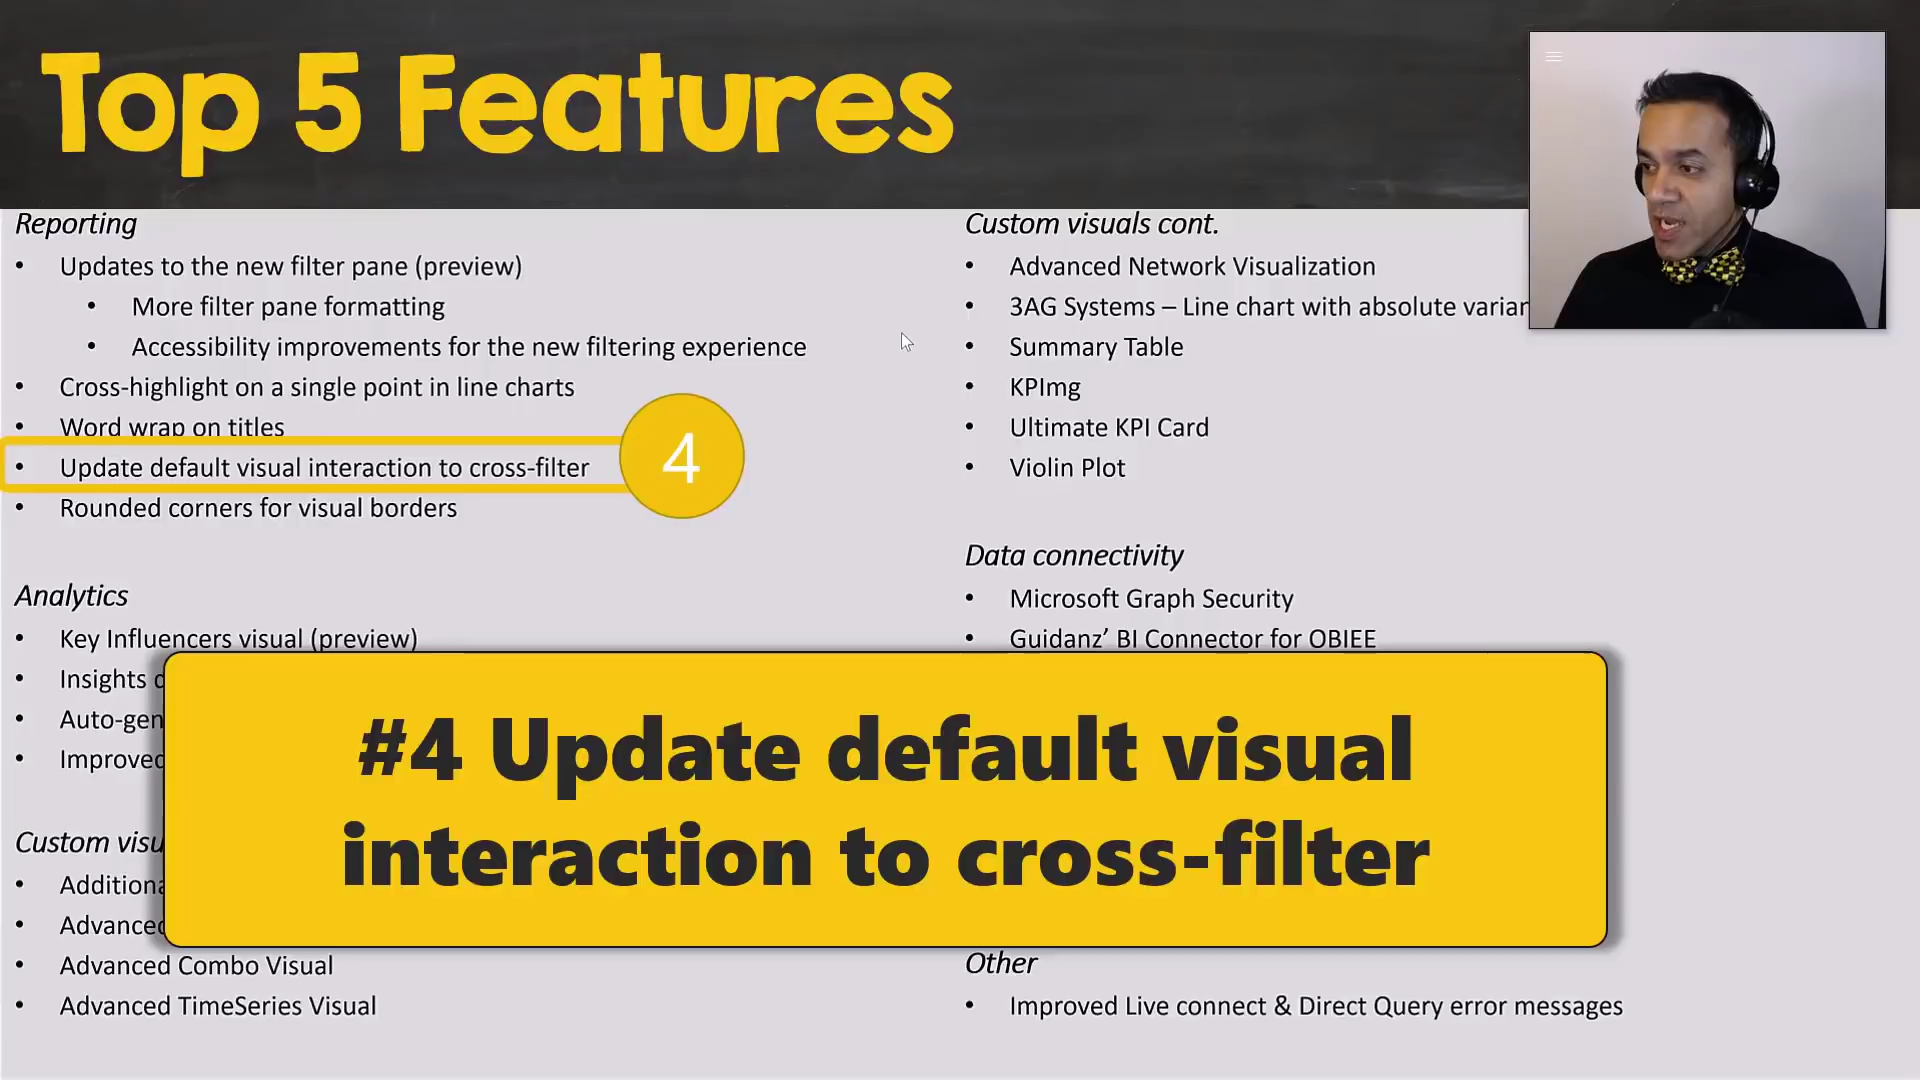 Top 5 Features
Reporting
• Updates to the new filter pane (preview)
• More filter pane formatting
• Accessibility improvements for the new filtering experience
• Cross-highlight on a single point in line charts
• Word wrap on titles
• Update default visual interaction to cross-filter
4
• Rounded corners for visual borders
Analytics
• Key Influencers visual (preview)
• Insights
• Auto-gen
• Improved
Custom visu
• Additiona
• Advanced
• Advanced Combo Visual
• Advanced TimeSeries Visual
Custom visuals cont.
• Advanced Network Visualization
• 3AG Systems – Line chart with absolute varian
• Summary Table
• KPImg
• Ultimate KPI Card
• Violin Plot
Data connectivity
• Microsoft Graph Security
• Guidanz’ BI Connector for OBIEE
#4 Update default visual
interaction to cross-filter
Other
• Improved Live connect & Direct Query error messages